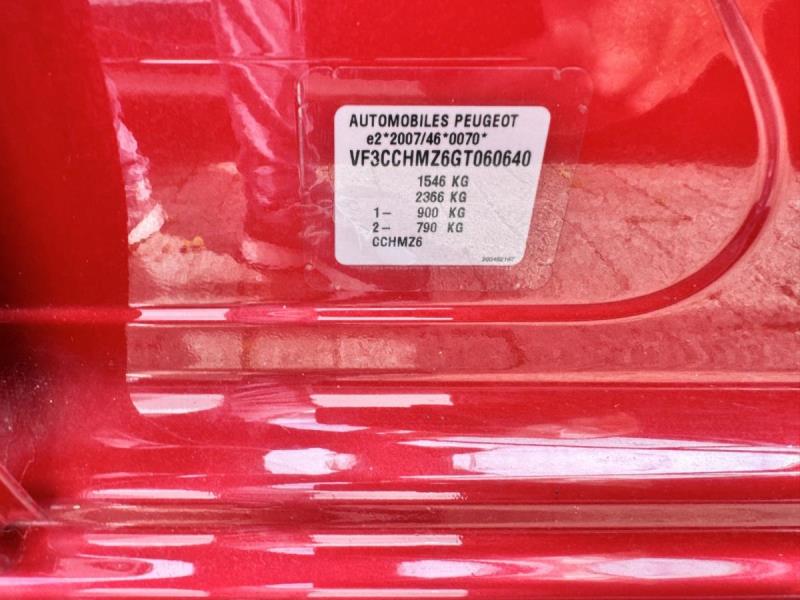 AUTOMOBILES PEUGEOT
e2*2007/46*0070*
VF3CCHMZ6GT060640
1546 KG
2366 KG
1- 900 KG
2- 790 KG
CCHMZ6